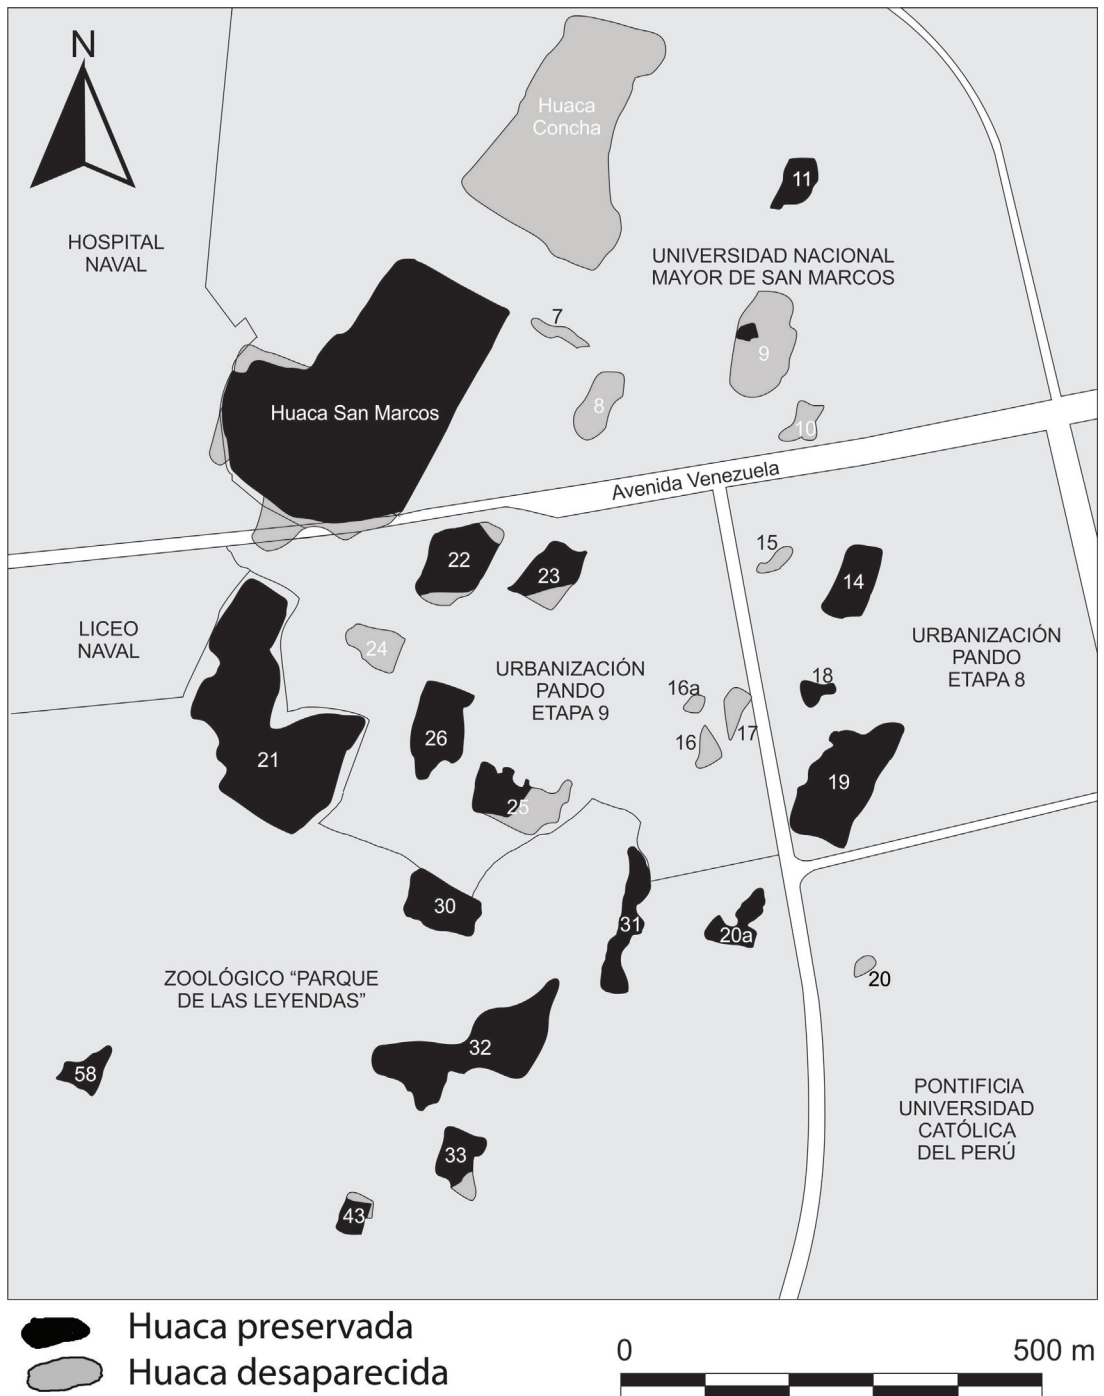 N
Huaca
Concha
11
HOSPITAL
NAVAL
UNIVERSIDAD NACIONAL
MAYOR DE SAN MARCOS
7
9
8
Huaca San Marcos
10
Avenida Venezuela
15
22
23
14
LICEO
NAVAL
24
URBANIZACIÓN
PANDO
ETAPA 8
URBANIZACIÓN
PANDO
ETAPA 9
18
16a
17
16
26
21
19
25
30
31
20a
20
ZOOLÓGICO “PARQUE
DE LAS LEYENDAS”
32
58
PONTIFICIA
UNIVERSIDAD
CATÓLICA
DEL PERÚ
33
43
Huaca preservada
Huaca desaparecida
0 500 m